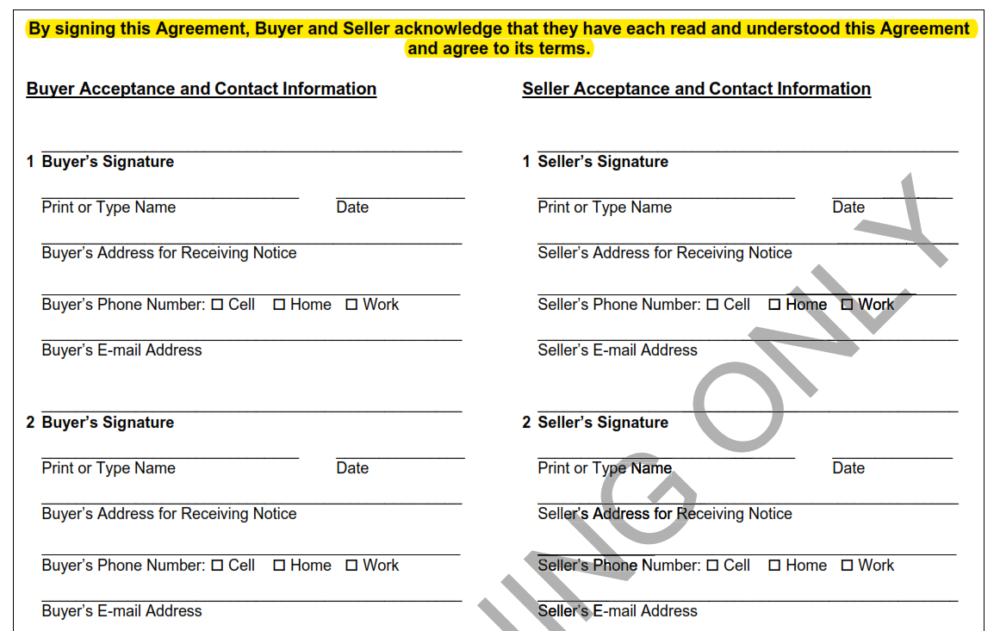 By signing this Agreement, Buyer and Seller acknowledge that they have each read and understood this Agreement
and agree to its terms.
Buyer Acceptance and Contact Information
1 Buyer's Signature
Print or Type Name Date
Buyer's Address for Receiving Notice
Buyer's Phone Number: ☐ Cell ☐ Home ☐ Work
Buyer's E-mail Address
2 Buyer's Signature
Print or Type Name Date
Buyer's Address for Receiving Notice
Buyer's Phone Number: ☐ Cell ☐ Home ☐ Work
Buyer's E-mail Address
Seller Acceptance and Contact Information
1 Seller's Signature
Print or Type Name Date
Seller's Address for Receiving Notice
Seller's Phone Number: ☐ Cell ☐ Home ☐ Work
Seller's E-mail Address
2 Seller's Signature
Print or Type Name Date
Seller's Address for Receiving Notice
Seller's Phone Number: ☐ Cell ☐ Home ☐ Work
Seller's E-mail Address
ONLY